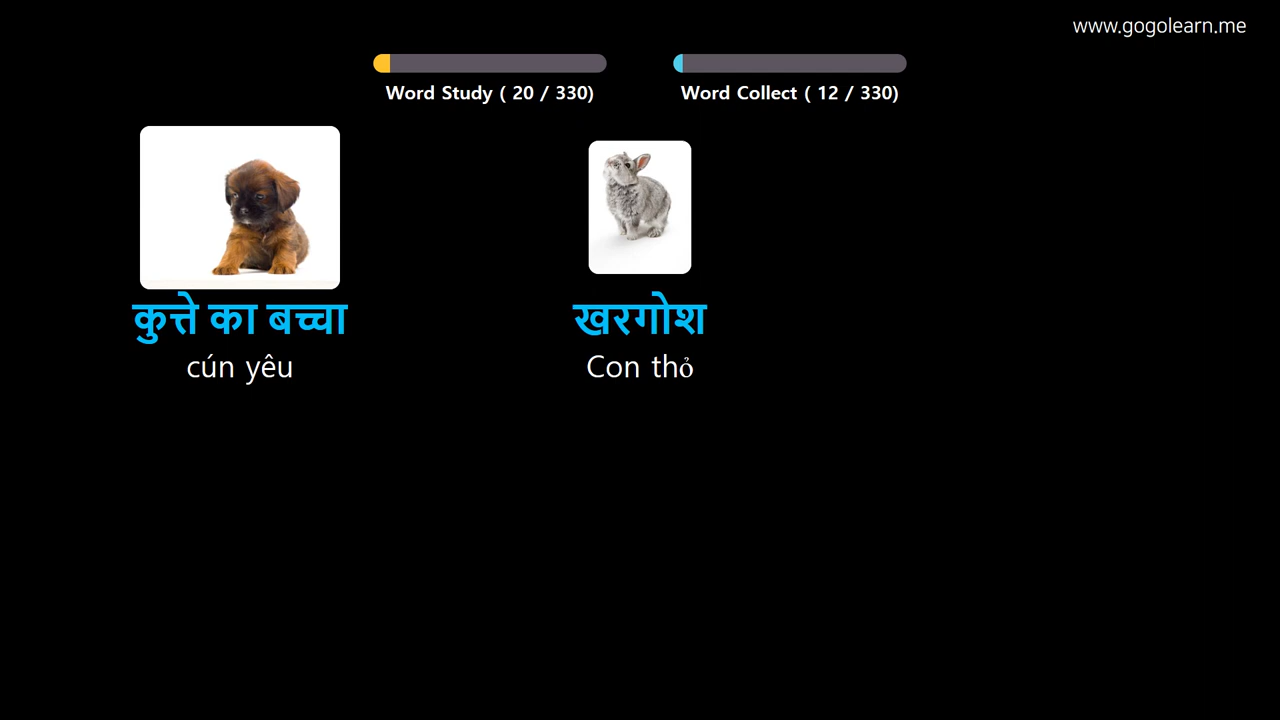 www.gogolearn.me
Word Study ( 20 / 330)
Word Collect ( 12 / 330)
कुत्ते का बच्चा
cún yêu
खरगोश
Con thỏ